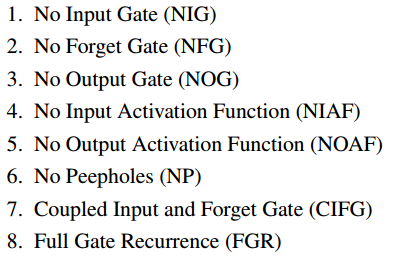 1. No Input Gate (NIG)
2. No Forget Gate (NFG)
3. No Output Gate (NOG)
4. No Input Activation Function (NIAF)
5. No Output Activation Function (NOAF)
6. No Peepholes (NP)
7. Coupled Input and Forget Gate (CIFG)
8. Full Gate Recurrence (FGR)